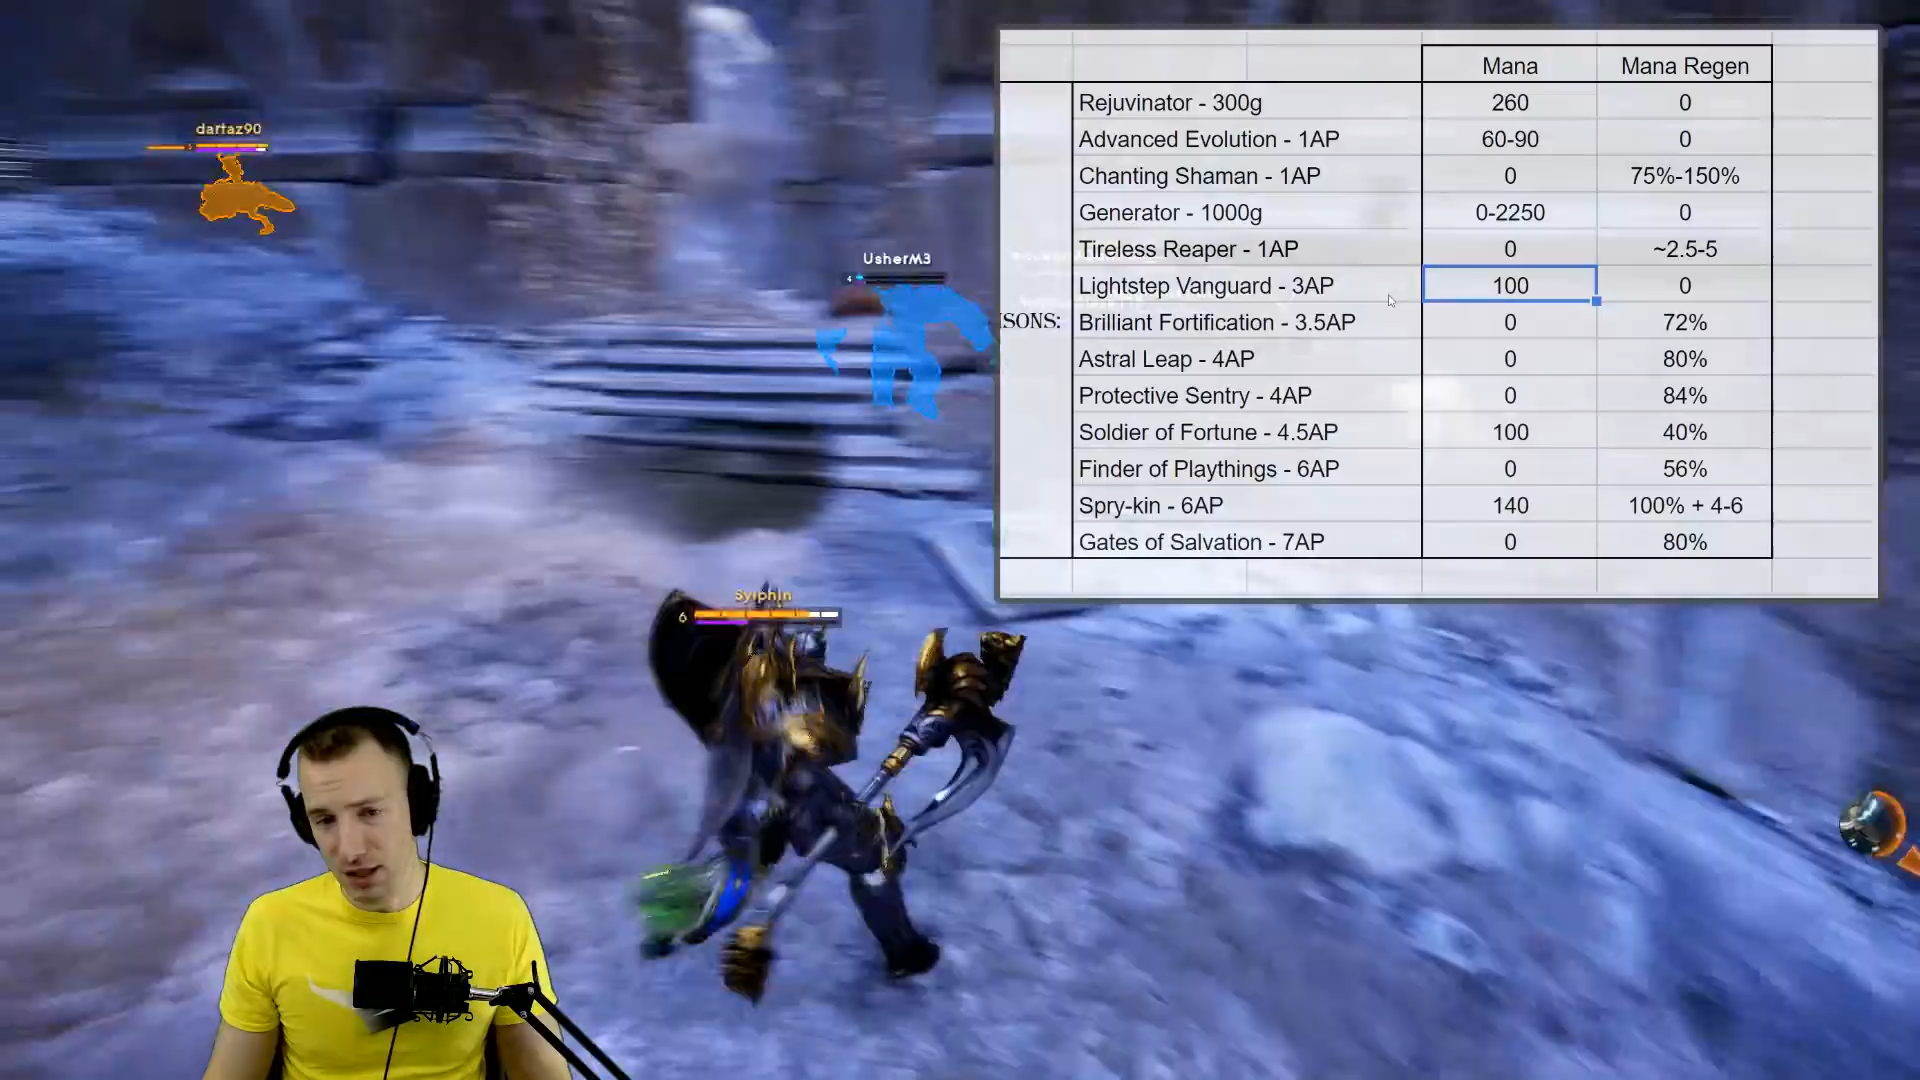 Mana Mana Regen
Rejuvinator - 300g 260 0
Advanced Evolution - 1AP 60-90 0
Chanting Shaman - 1AP 0 75%-150%
Generator - 1000g 0-2250 0
Tireless Reaper - 1AP 0 ~2.5-5
Lightstep Vanguard - 3AP 100 0
ISONS: Brilliant Fortification - 3.5AP 0 72%
Astral Leap - 4AP 0 80%
Protective Sentry - 4AP 0 84%
Soldier of Fortune - 4.5AP 100 40%
Finder of Playthings - 6AP 0 56%
Spry-kin - 6AP 140 100% + 4-6
Gates of Salvation - 7AP 0 80%
dartaz90
UsherM3
4
Sylphin
6